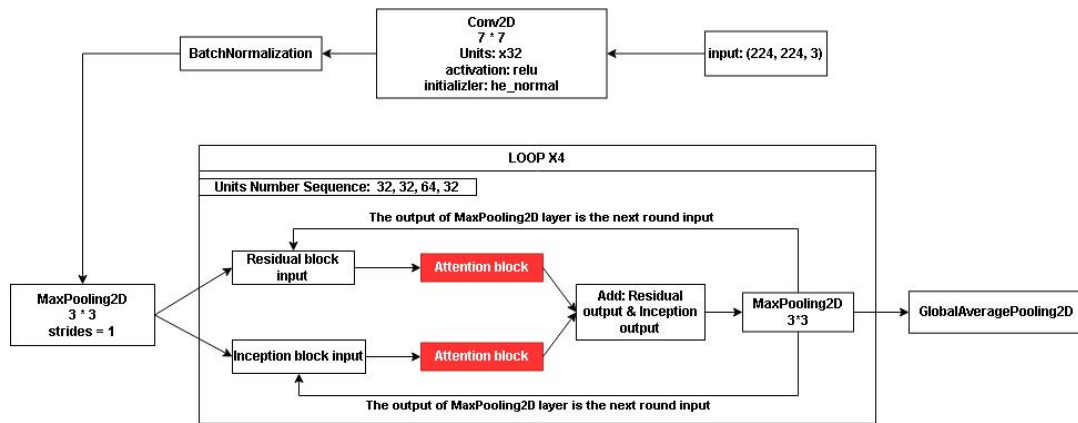 Conv2D
7 * 7
Units: x32
activation: relu
initializler: he_normal
BatchNormalization
input: (224, 224, 3)
LOOP X4
Units Number Sequence: 32, 32, 64, 32
The output of MaxPooling2D layer is the next round input
Residual block
input
Attention block
MaxPooling2D
3 * 3
strides = 1
Add: Residual
output & Inception
output
MaxPooling2D
3*3
GlobalAveragePooling2D
Inception block input
Attention block
The output of MaxPooling2D layer is the next round input